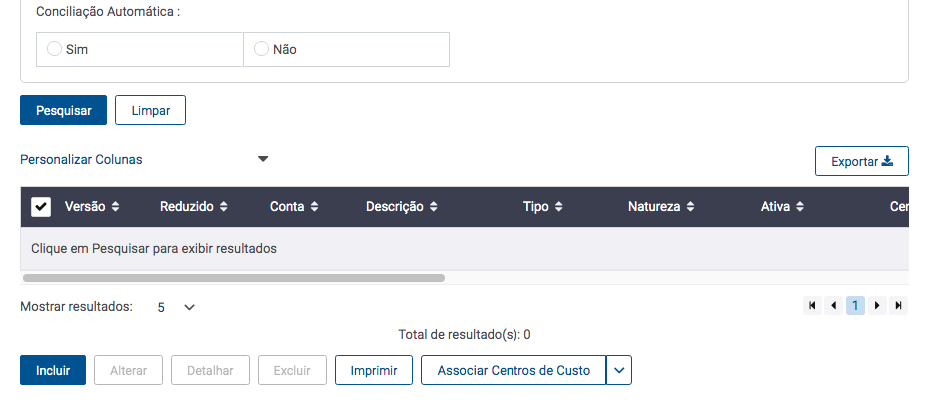 Conciliação Automática :
Sim Não
Pesquisar Limpar
Personalizar Colunas Exportar
Versão Reduzido Conta Descrição Tipo Natureza Ativa Cen
Clique em Pesquisar para exibir resultados
Mostrar resultados: 5 1
Total de resultado(s): 0
Incluir Alterar Detalhar Excluir Imprimir Associar Centros de Custo